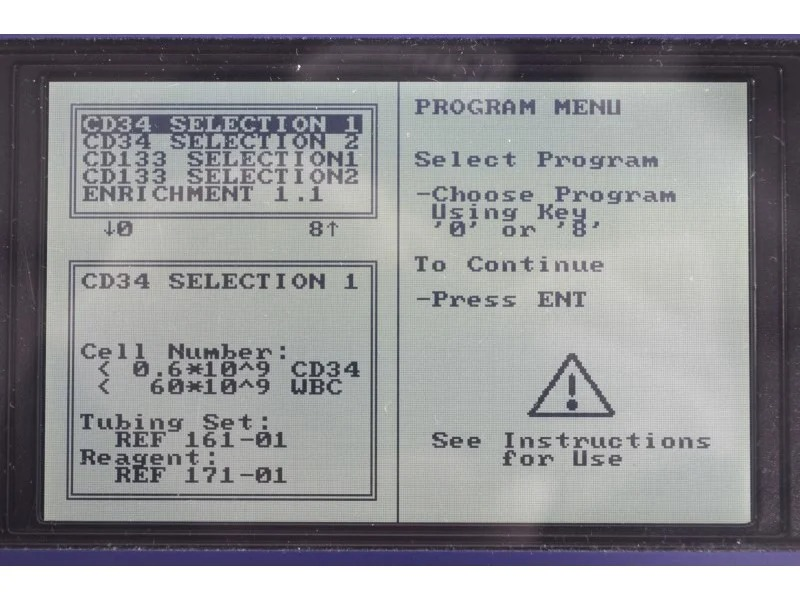 CD34 SELECTION 1
CD34 SELECTION 2
CD133 SELECTION1
CD133 SELECTION2
ENRICHMENT 1.1
↓0 8↑
CD34 SELECTION 1
Cell Number:
< 0.6*10^9 CD34
< 60*10^9 WBC
Tubing Set:
REF 161-01
Reagent:
REF 171-01
PROGRAM MENU
Select Program
-Choose Program
Using Key
'0' or '8'
To Continue
-Press ENT
!
See Instructions
for Use